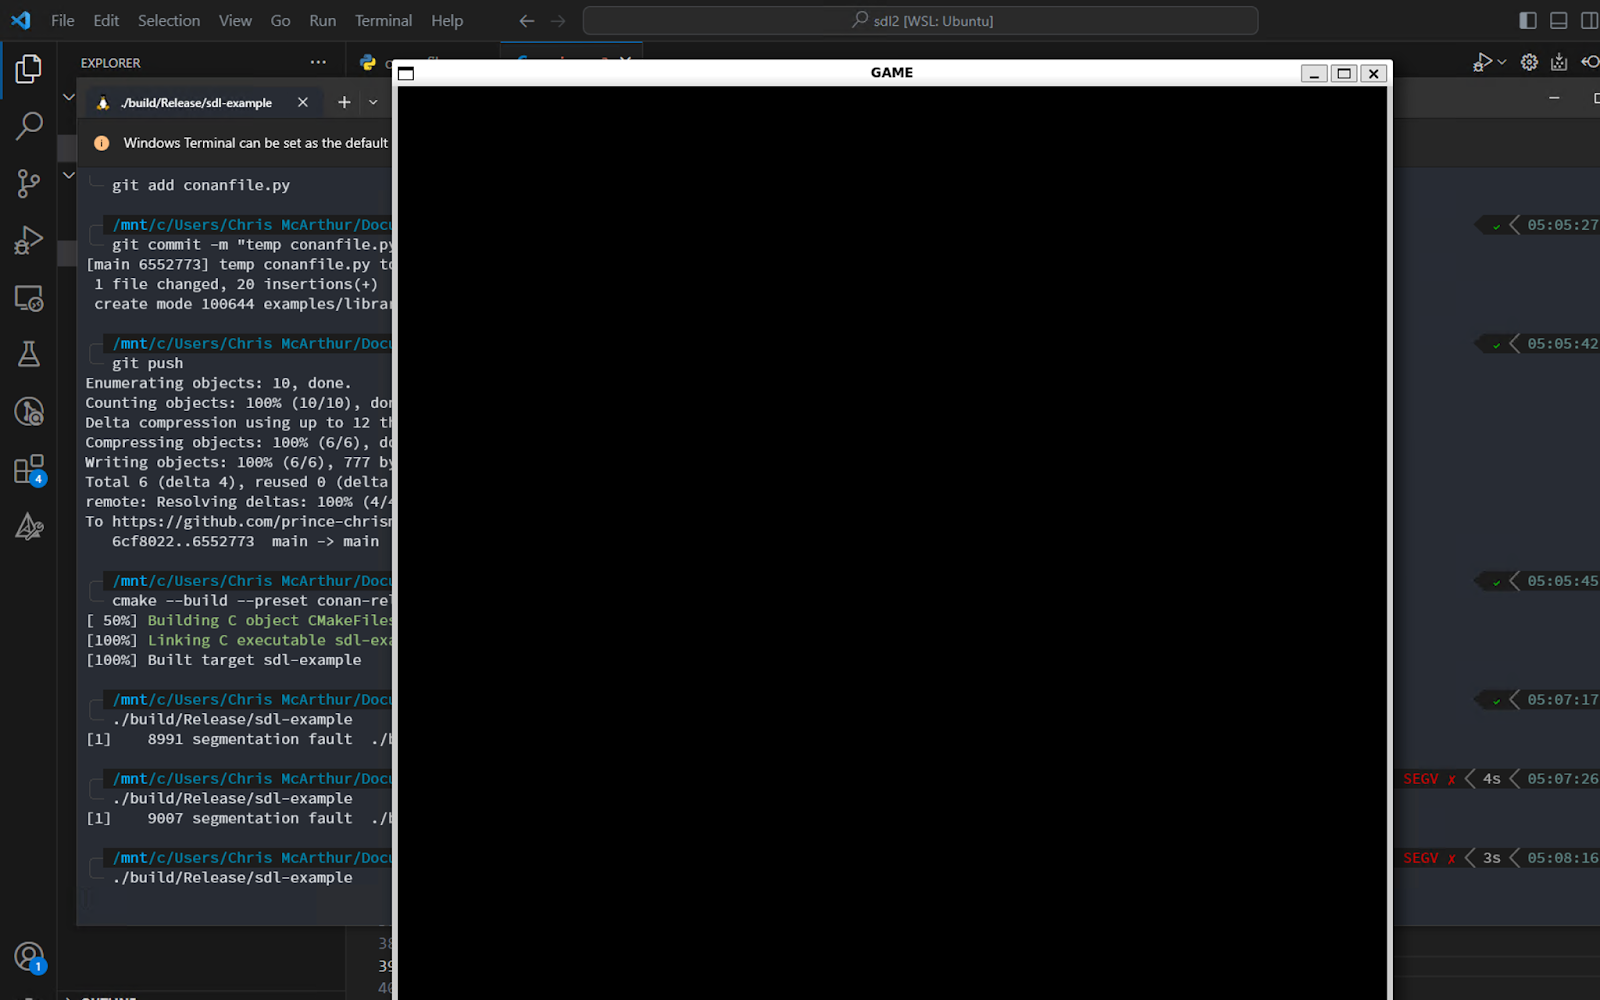 File Edit Selection View Go Run Terminal Help
sdl2 [WSL: Ubuntu]
EXPLORER
GAME
./build/Release/sdl-example
Windows Terminal can be set as the default
git add conanfile.py
/mnt/c/Users/Chris McArthur/Docu 05:05:27
git commit -m "temp conanfile.py
[main 6552773] temp conanfile.py to
1 file changed, 20 insertions(+)
create mode 100644 examples/librar
/mnt/c/Users/Chris McArthur/Docu 05:05:42
git push
Enumerating objects: 10, done.
Counting objects: 100% (10/10), don
Delta compression using up to 12 th
Compressing objects: 100% (6/6), do
Writing objects: 100% (6/6), 777 by
Total 6 (delta 4), reused 0 (delta
remote: Resolving deltas: 100% (4/4
To https://github.com/prince-chrism
6cf8022..6552773 main -> main
/mnt/c/Users/Chris McArthur/Docu 05:05:45
cmake --build --preset conan-rel
[ 50%] Building C object CMakeFiles
[100%] Linking C executable sdl-exa
[100%] Built target sdl-example
/mnt/c/Users/Chris McArthur/Docu 05:07:17
./build/Release/sdl-example
[1] 8991 segmentation fault ./b
/mnt/c/Users/Chris McArthur/Docu SEGV ✗ 4s 05:07:26
./build/Release/sdl-example
[1] 9007 segmentation fault ./b
/mnt/c/Users/Chris McArthur/Docu SEGV ✗ 3s 05:08:16
./build/Release/sdl-example
4
38
39
40
1
OUTLINE